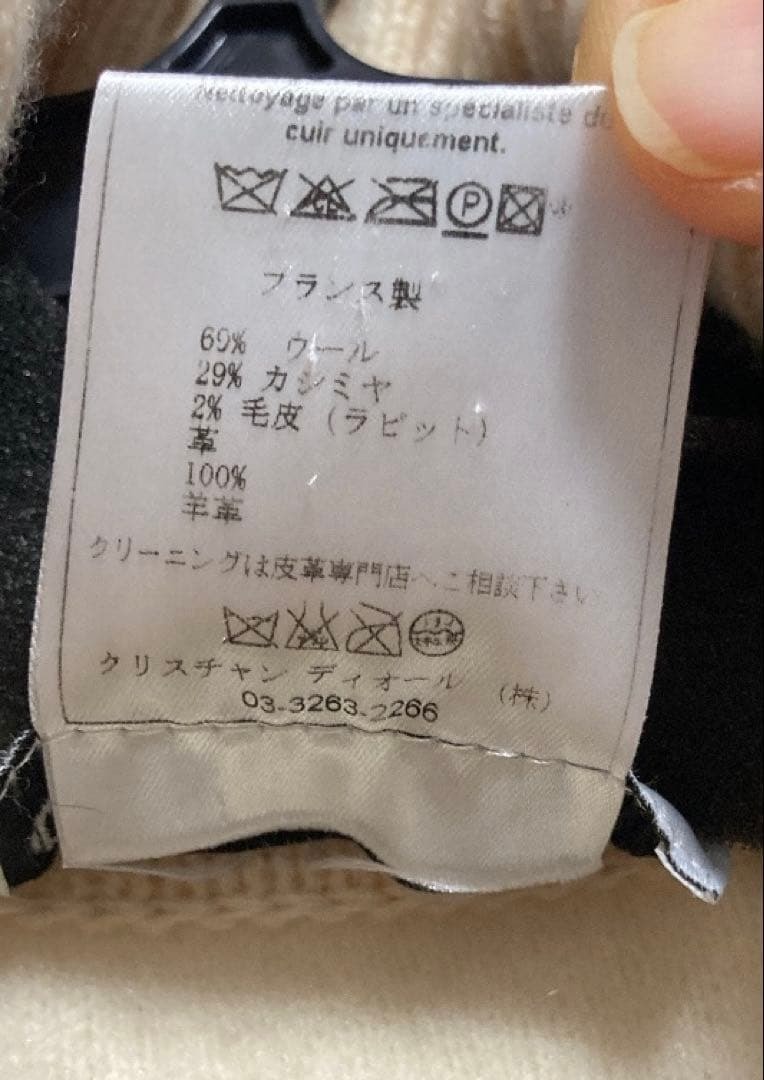 Nettoyage par un spécialiste du
cuir uniquement.
CL
P
フランス製
69% ウール
29% カシミヤ
2% 毛皮 (ラビット)
革
100%
羊革
クリーニングは皮革専門店へご相談下さい
クリスチャン ディオール (株)
03-3263-2266